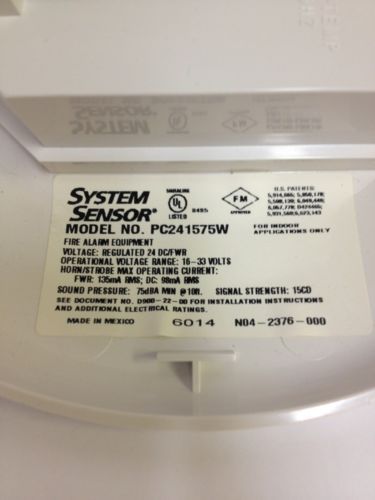 SYSTEM
SENSOR®
SIGNALING
UL
LISTED
S495
FM
APPROVED
U.S. PATENTS:
MODEL NO. PC241575W
FOR INDOOR
APPLICATIONS ONLY
FIRE ALARM EQUIPMENT
VOLTAGE: REGULATED 24 DC/FWR
OPERATIONAL VOLTAGE RANGE: 16-33 VOLTS
HORN/STROBE MAX OPERATING CURRENT:
FWR: 135mA RMS; DC: 98mA RMS
SOUND PRESSURE: 75dBA MIN @10ft. SIGNAL STRENGTH: 15CD
SEE DOCUMENT NO. D900-22-00 FOR INSTALLATION INSTRUCTIONS
AND ADDITIONAL ELECTRICAL RATINGS.
MADE IN MEXICO 6014 N04-2376-000